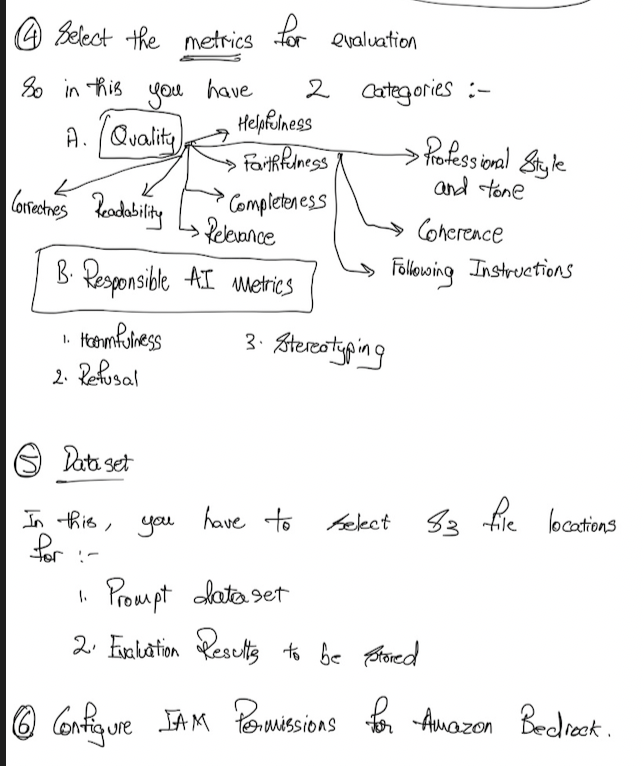 ④ Select the metrics for evaluation
So in this you have 2 categories :-
A. Quality
Helpfulness
Faithfulness
Completeness
Relevance
Readability
Correctnes
Professional Style
and tone
Coherence
Following Instructions
B. Responsible AI metrics
1. Harmfulness
2. Refusal
3. Stereotyping
⑤ Dataset
In this, you have to select S3 file locations
for :-
1. Prompt dataset
2. Evaluation Results to be stored
⑥ Configure IAM Permissions for Amazon Bedrock.